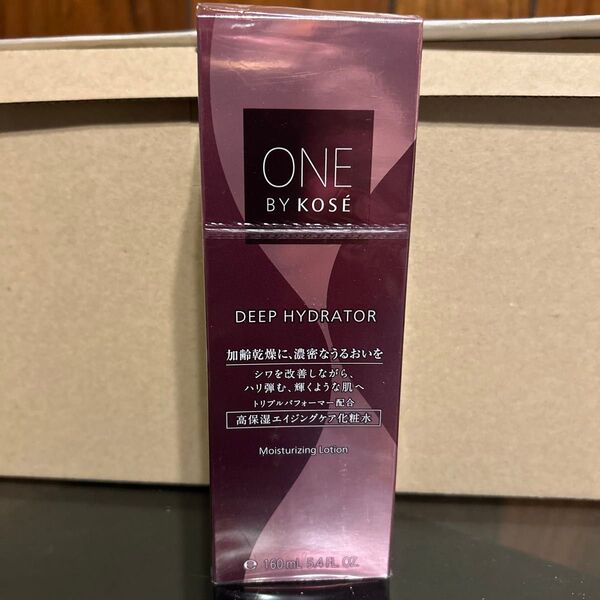 ONE
BY KOSÉ
DEEP HYDRATOR
加齢乾燥に、濃密なうるおいを
シワを改善しながら、
ハリ弾む、輝くような肌へ
トリプルパフォーマー配合
高保湿エイジングケア化粧水
Moisturizing Lotion
℮ 160 mL 5.4 FL. OZ.